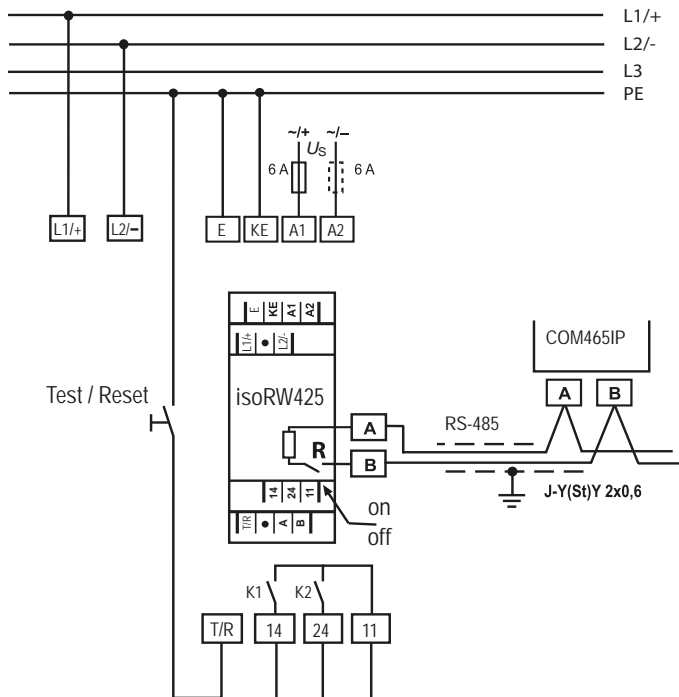 L1/+
L2/-
L3
PE
~/+ ~/–
US
6 A 6 A
L1/+ L2/– E KE A1 A2
E KE A1 A2
L1/+ • L2/-
COM465IP
isoRW425
A B
Test / Reset
RS-485
A
R
B
J-Y(St)Y 2x0,6
14 24 11
on
off
T/R • A B
K1 K2
T/R 14 24 11